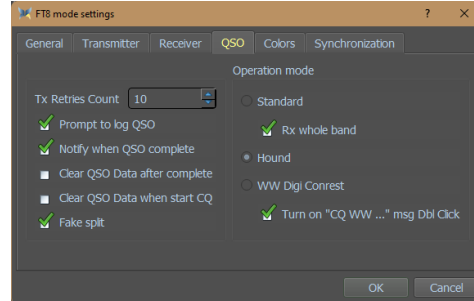 FT8 mode settings
? ×
General Transmitter Receiver QSO Colors Synchronization
Operation mode
Tx Retries Count 10
Standard
Prompt to log QSO
Rx whole band
Notify when QSO complete
Hound
Clear QSO Data after complete
WW Digi Conrest
Clear QSO Data when start CQ
Turn on "CQ WW ..." msg Dbl Click
Fake split
OK Cancel